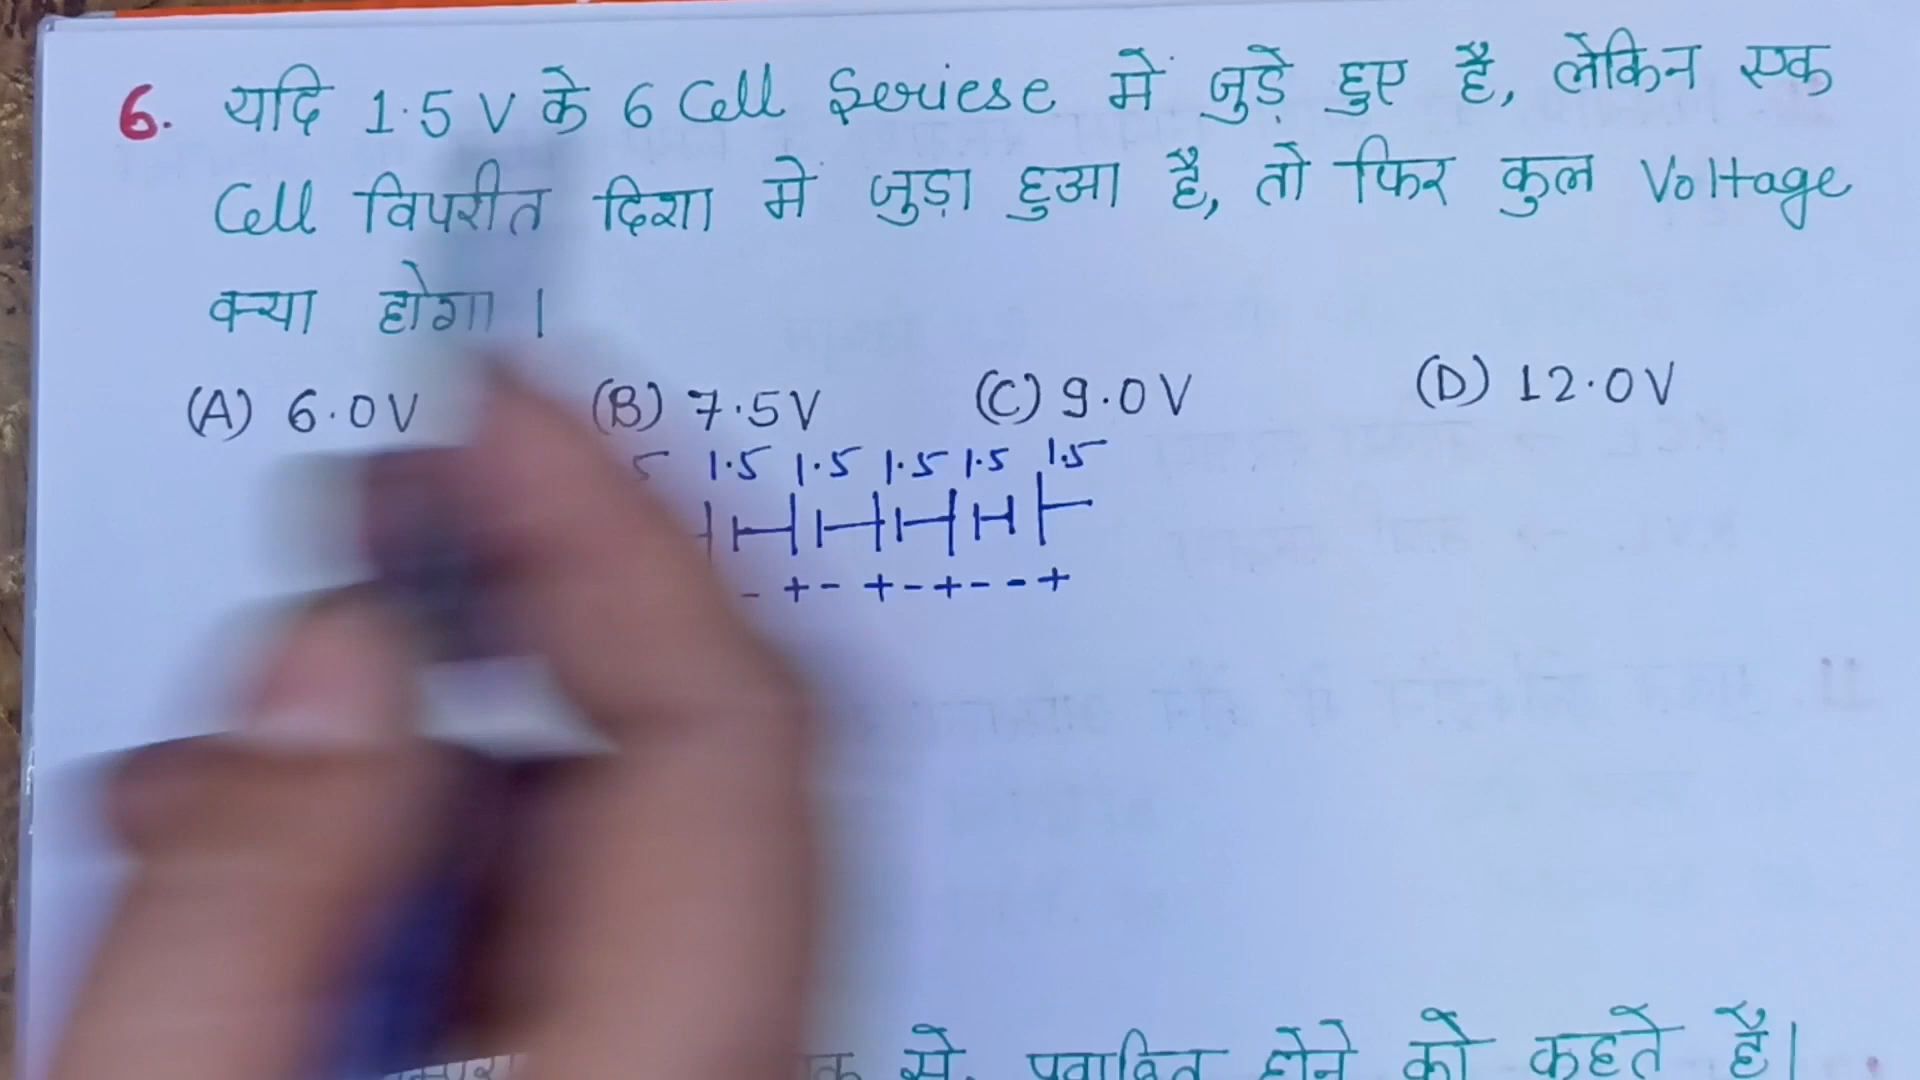 6. यदि 1.5 V के 6 Cell Seriese में जुड़े हुए है, लेकिन एक
Cell विपरीत दिशा में जुड़ा हुआ है, तो फिर कुल Voltage
क्या होगा।
(A) 6.0V (B) 7.5V (C) 9.0V (D) 12.0V
5 1.5 1.5 1.5 1.5 1.5
- + - + - + - - +
से. प्रवाहित होने को कहते है।